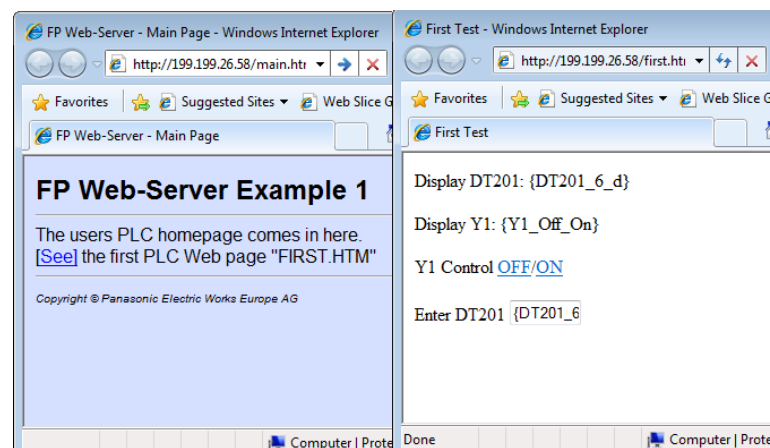 FP Web-Server - Main Page - Windows Internet Explorer
http://199.199.26.58/main.htr
Favorites Suggested Sites Web Slice G
FP Web-Server - Main Page
FP Web-Server Example 1
The users PLC homepage comes in here.
[See] the first PLC Web page "FIRST.HTM"
Copyright © Panasonic Electric Works Europe AG
Computer | Prote
First Test - Windows Internet Explorer
http://199.199.26.58/first.htı
Favorites Suggested Sites Web Slice G
First Test
Display DT201: {DT201_6_d}
Display Y1: {Y1_Off_On}
Y1 Control OFF/ON
Enter DT201 {DT201_6
Done Computer | Prote